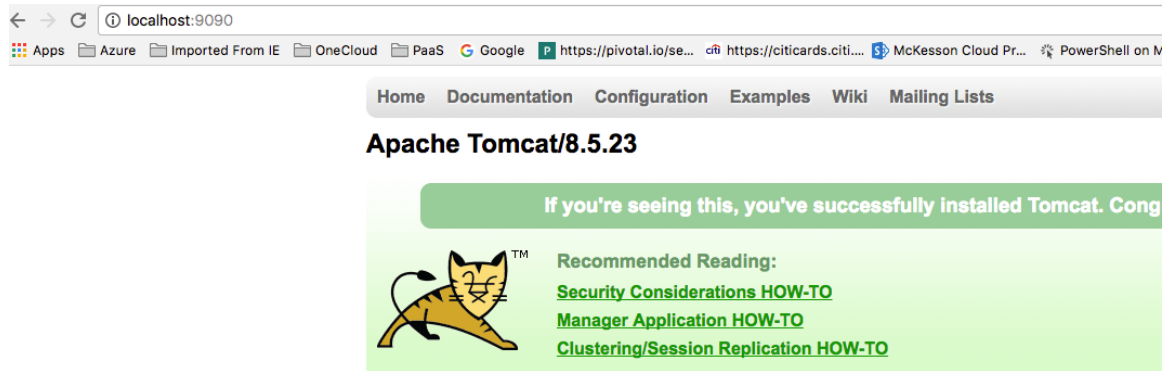 localhost:9090
Apps Azure Imported From IE OneCloud PaaS Google https://pivotal.io/se... https://citicards.citi.... McKesson Cloud Pr... PowerShell on M
Home Documentation Configuration Examples Wiki Mailing Lists
Apache Tomcat/8.5.23
If you're seeing this, you've successfully installed Tomcat. Cong
TM
Recommended Reading:
Security Considerations HOW-TO
Manager Application HOW-TO
Clustering/Session Replication HOW-TO